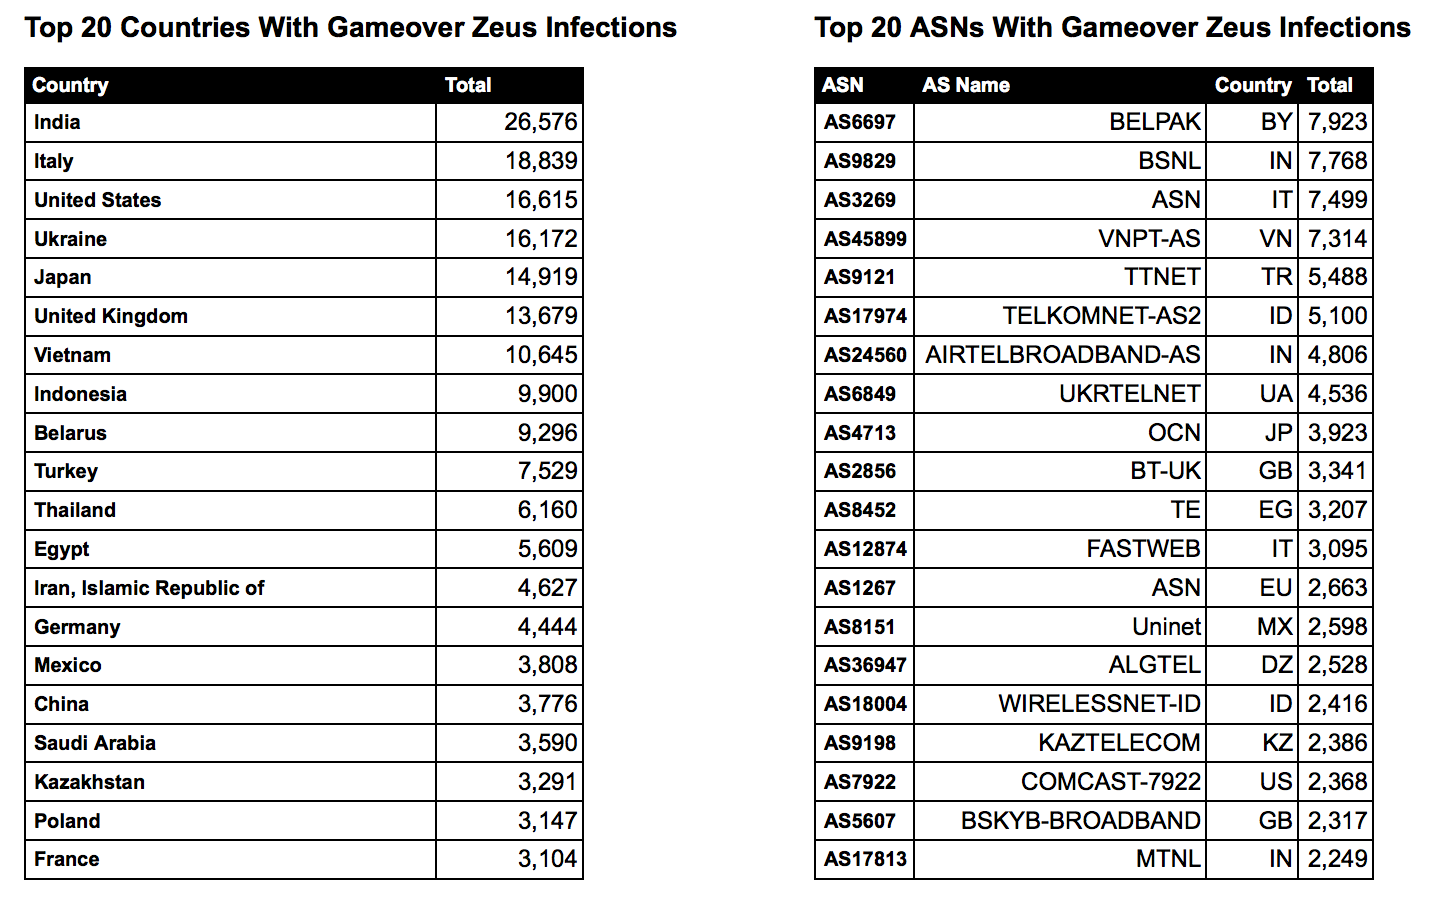 Top 20 Countries With Gameover Zeus Infections
Country Total
India 26,576
Italy 18,839
United States 16,615
Ukraine 16,172
Japan 14,919
United Kingdom 13,679
Vietnam 10,645
Indonesia 9,900
Belarus 9,296
Turkey 7,529
Thailand 6,160
Egypt 5,609
Iran, Islamic Republic of 4,627
Germany 4,444
Mexico 3,808
China 3,776
Saudi Arabia 3,590
Kazakhstan 3,291
Poland 3,147
France 3,104
Top 20 ASNs With Gameover Zeus Infections
ASN AS Name Country Total
AS6697 BELPAK BY 7,923
AS9829 BSNL IN 7,768
AS3269 ASN IT 7,499
AS45899 VNPT-AS VN 7,314
AS9121 TTNET TR 5,488
AS17974 TELKOMNET-AS2 ID 5,100
AS24560 AIRTELBROADBAND-AS IN 4,806
AS6849 UKRTELNET UA 4,536
AS4713 OCN JP 3,923
AS2856 BT-UK GB 3,341
AS8452 TE EG 3,207
AS12874 FASTWEB IT 3,095
AS1267 ASN EU 2,663
AS8151 Uninet MX 2,598
AS36947 ALGTEL DZ 2,528
AS18004 WIRELESSNET-ID ID 2,416
AS9198 KAZTELECOM KZ 2,386
AS7922 COMCAST-7922 US 2,368
AS5607 BSKYB-BROADBAND GB 2,317
AS17813 MTNL IN 2,249